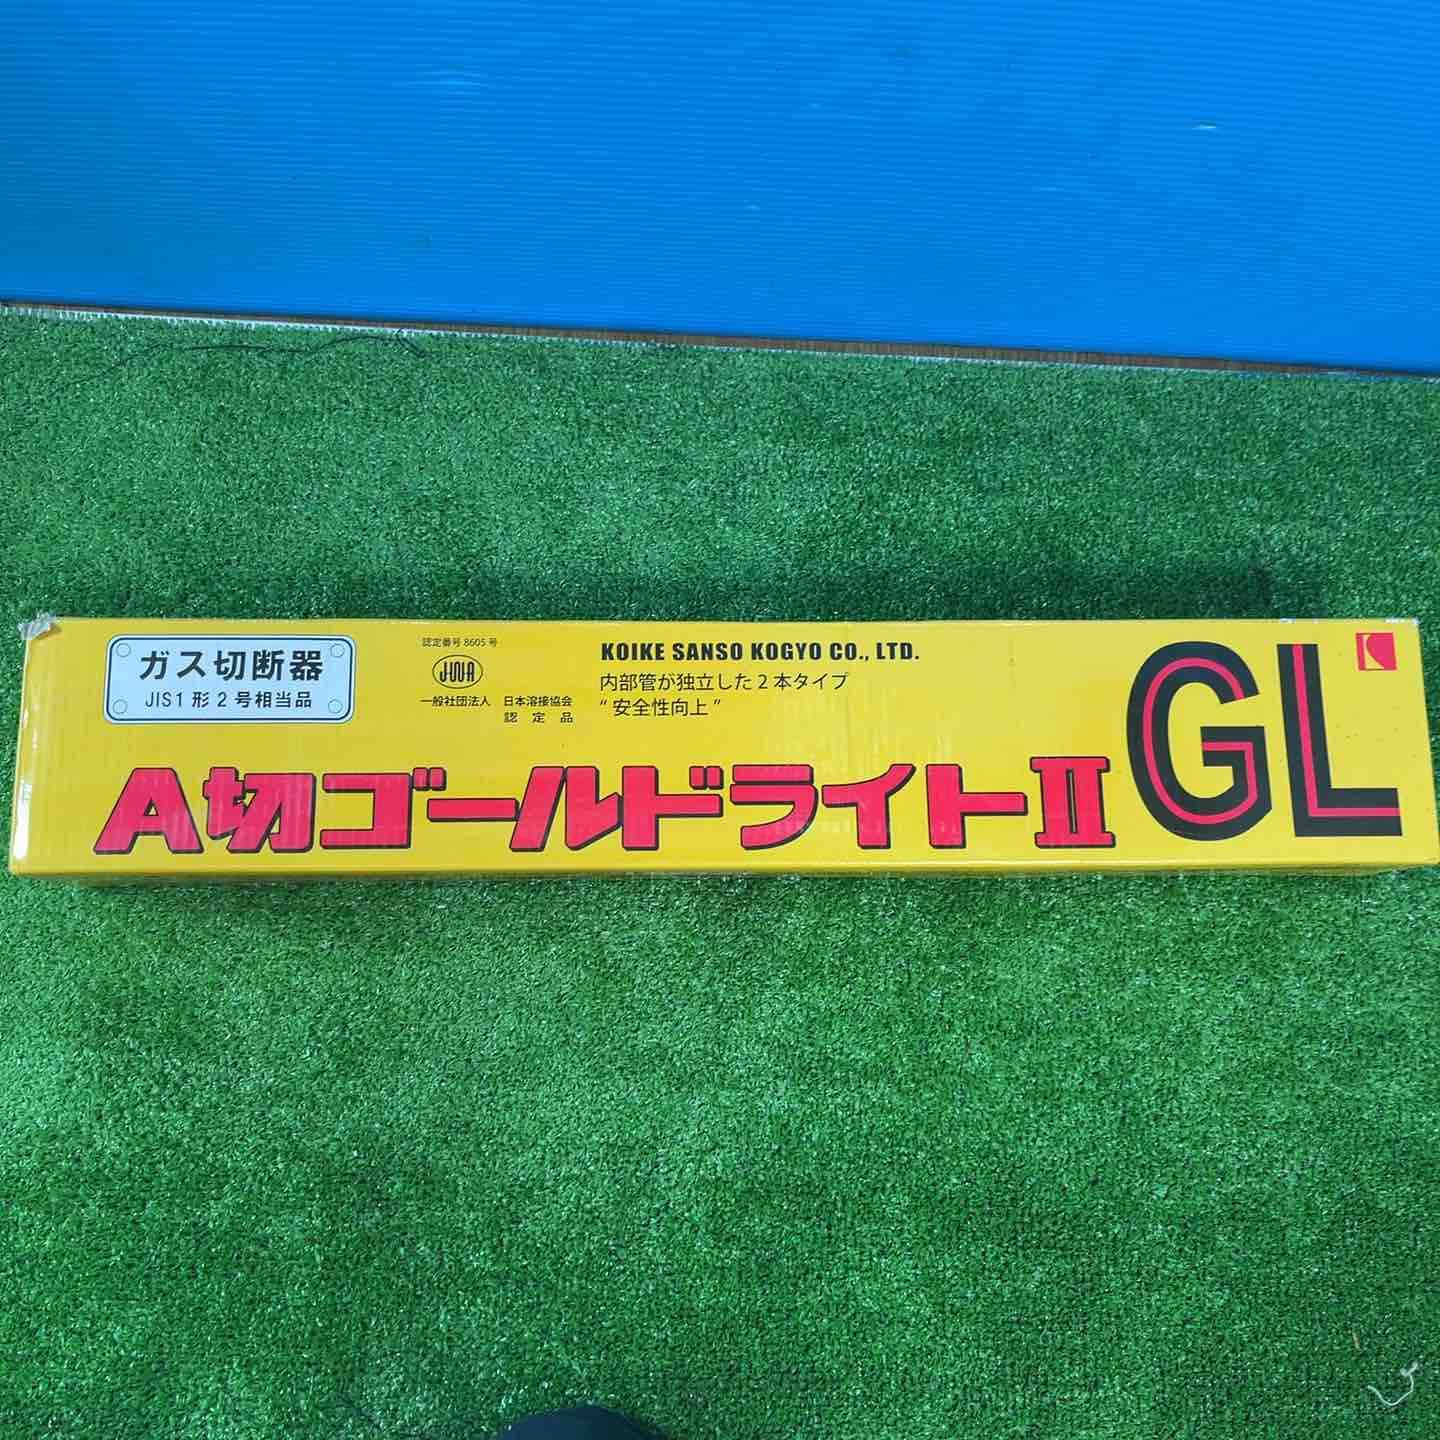 ガス切断器
JIS1形2号相当品
認定番号 8605 号
JWA
一般社団法人 日本溶接協会
認定品
KOIKE SANSO KOGYO CO., LTD.
内部管が独立した2本タイプ
“安全性向上”
A切ゴールドライトII
GL